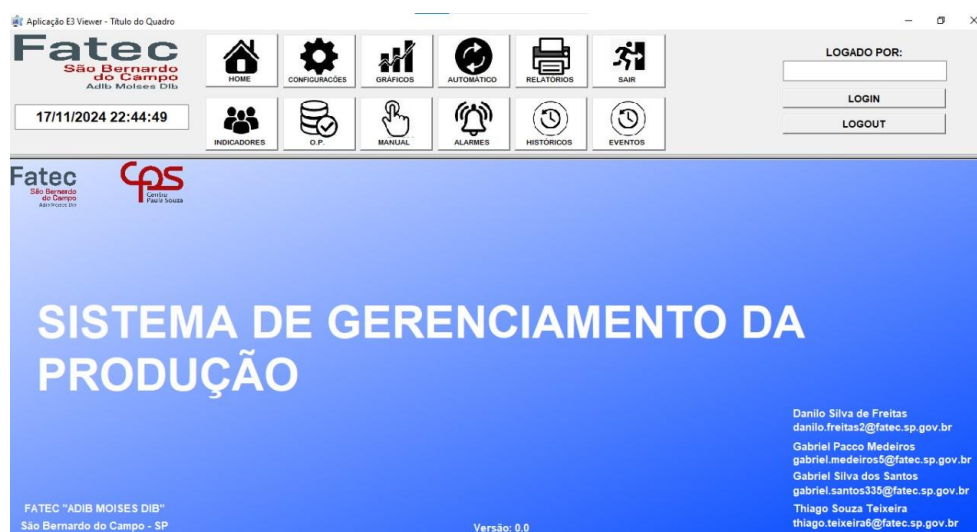 Aplicação E3 Viewer - Título do Quadro
Fatec
São Bernardo
do Campo
Adib Moises Dib
17/11/2024 22:44:49
HOME
CONFIGURACÕES
GRÁFICOS
AUTOMÁTICO
RELATÓRIOS
SAIR
INDICADORES
O.P.
MANUAL
ALARMES
HISTÓRICOS
EVENTOS
LOGADO POR:
LOGIN
LOGOUT
Fatec
São Bernardo
do Campo
Adib Moises Dib
CPS
Centro
Paula Souza
SISTEMA DE GERENCIAMENTO DA
PRODUÇÃO
Danilo Silva de Freitas
danilo.freitas2@fatec.sp.gov.br
Gabriel Pacco Medeiros
gabriel.medeiros5@fatec.sp.gov.br
Gabriel Silva dos Santos
gabriel.santos335@fatec.sp.gov.br
Thiago Souza Teixeira
thiago.teixeira6@fatec.sp.gov.br
FATEC "ADIB MOISES DIB"
São Bernardo do Campo - SP
Versão: 0.0